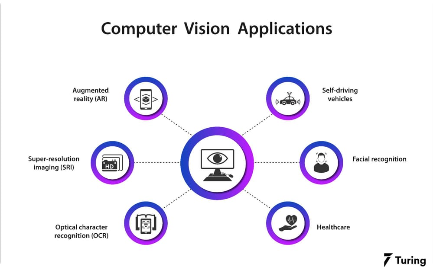 Computer Vision Applications
Augmented
reality (AR)
Self-driving
vehicles
Super-resolution
imaging (SRI)
HD
Facial recognition
Optical character
recognition (OCR)
Healthcare
Turing